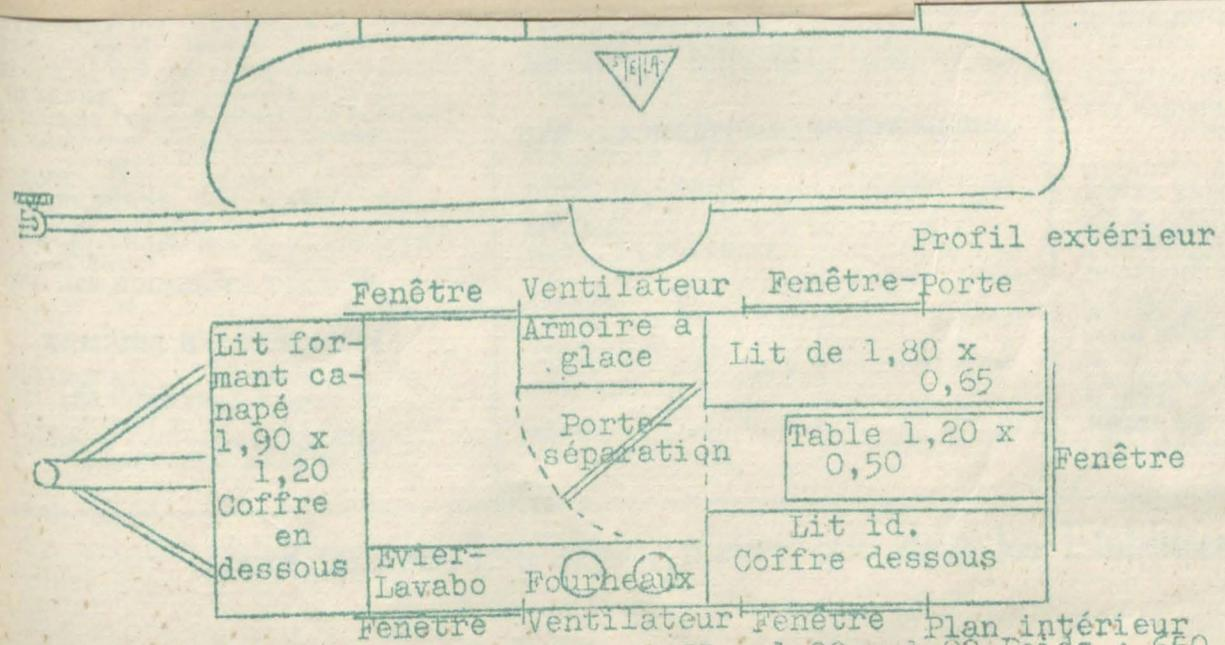 STELLA
Profil extérieur
Fenêtre
Ventilateur
Fenêtre-Porte
Lit for-
mant ca-
napé
1,90 x
1,20
Coffre
en
dessous
Armoire à
glace
Porte-
séparation
Lit de 1,80 x
0,65
Table 1,20 x
0,50
Fenêtre
Lit id.
Coffre dessous
Evier-
Lavabo
Fourneaux
Fenêtre
Ventilateur
Fenêtre
Plan intérieur